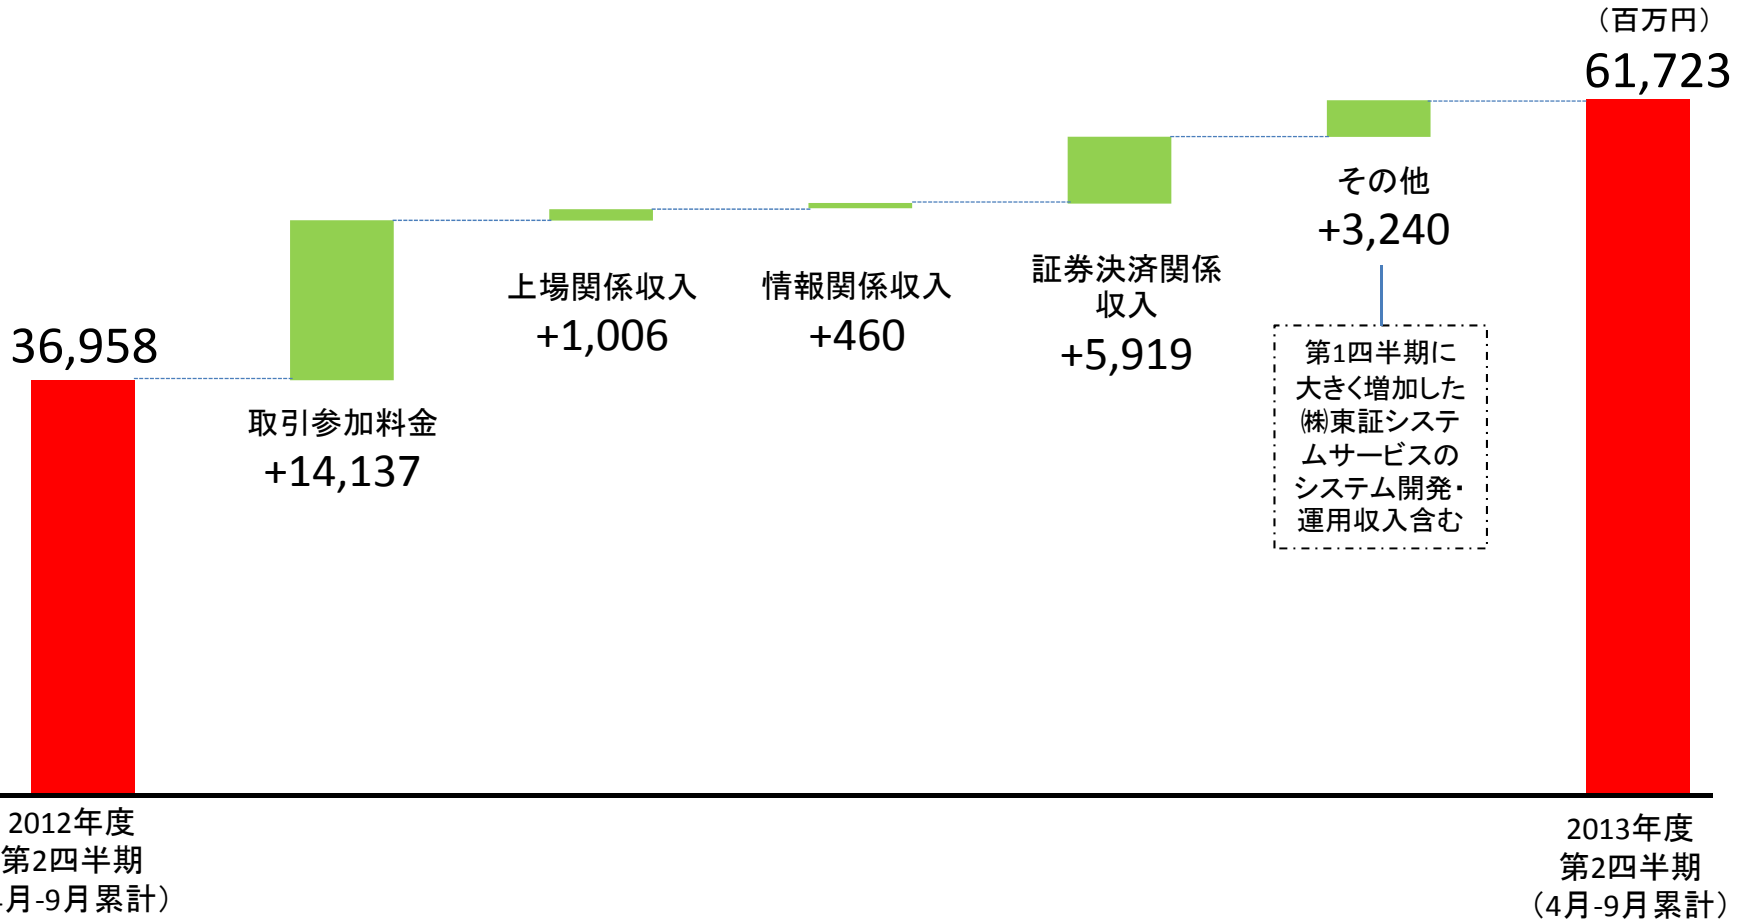 （百万円）
61,723
その他
+3,240
証券決済関係
収入
+5,919
情報関係収入
+460
上場関係収入
+1,006
36,958
取引参加料金
+14,137
第1四半期に
大きく増加した
㈱東証システ
ムサービスの
システム開発・
運用収入含む
2012年度
第2四半期
月-9月累計）
2013年度
第2四半期
（4月-9月累計）